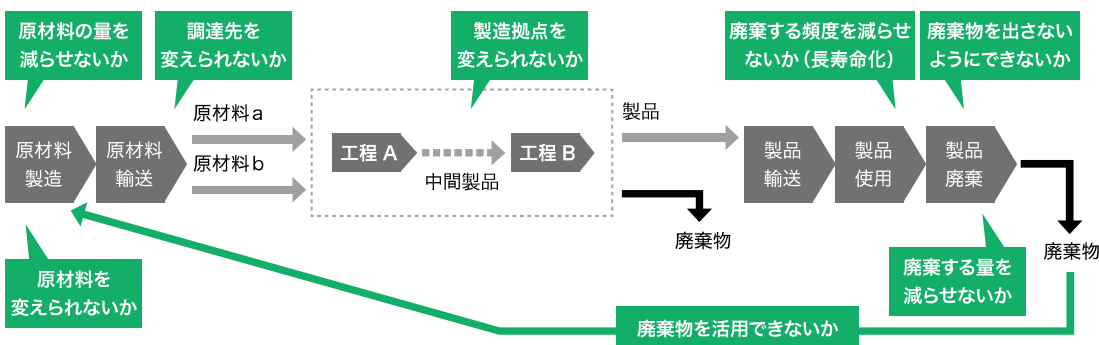 原材料の量を
減らせないか
調達先を
変えられないか
製造拠点を
変えられないか
廃棄する頻度を減らせ
ないか（長寿命化）
廃棄物を出さない
ようにできないか
原材料
製造
原材料
輸送
原材料a
原材料b
工程 A
中間製品
工程 B
製品
廃棄物
製品
輸送
製品
使用
製品
廃棄
廃棄物
原材料を
変えられないか
廃棄する量を
減らせないか
廃棄物を活用できないか